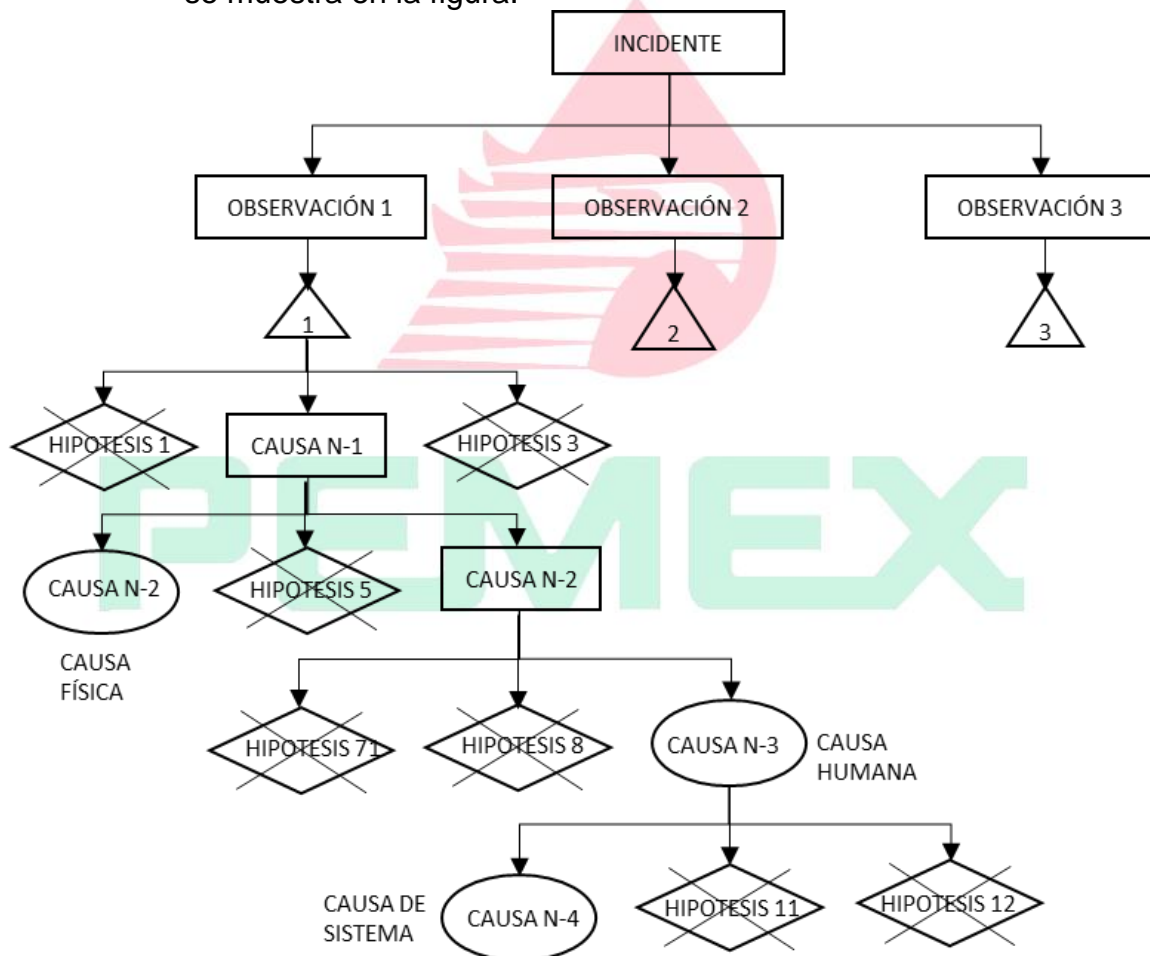 se muestra en la figura.
INCIDENTE
OBSERVACIÓN 1
OBSERVACIÓN 2
OBSERVACIÓN 3
1
2
3
HIPOTESIS 1
CAUSA N-1
HIPOTESIS 3
PEMEX
CAUSA N-2
HIPOTESIS 5
CAUSA N-2
CAUSA
FÍSICA
HIPOTESIS 71
HIPOTESIS 8
CAUSA N-3
CAUSA
HUMANA
CAUSA DE
SISTEMA
CAUSA N-4
HIPOTESIS 11
HIPOTESIS 12